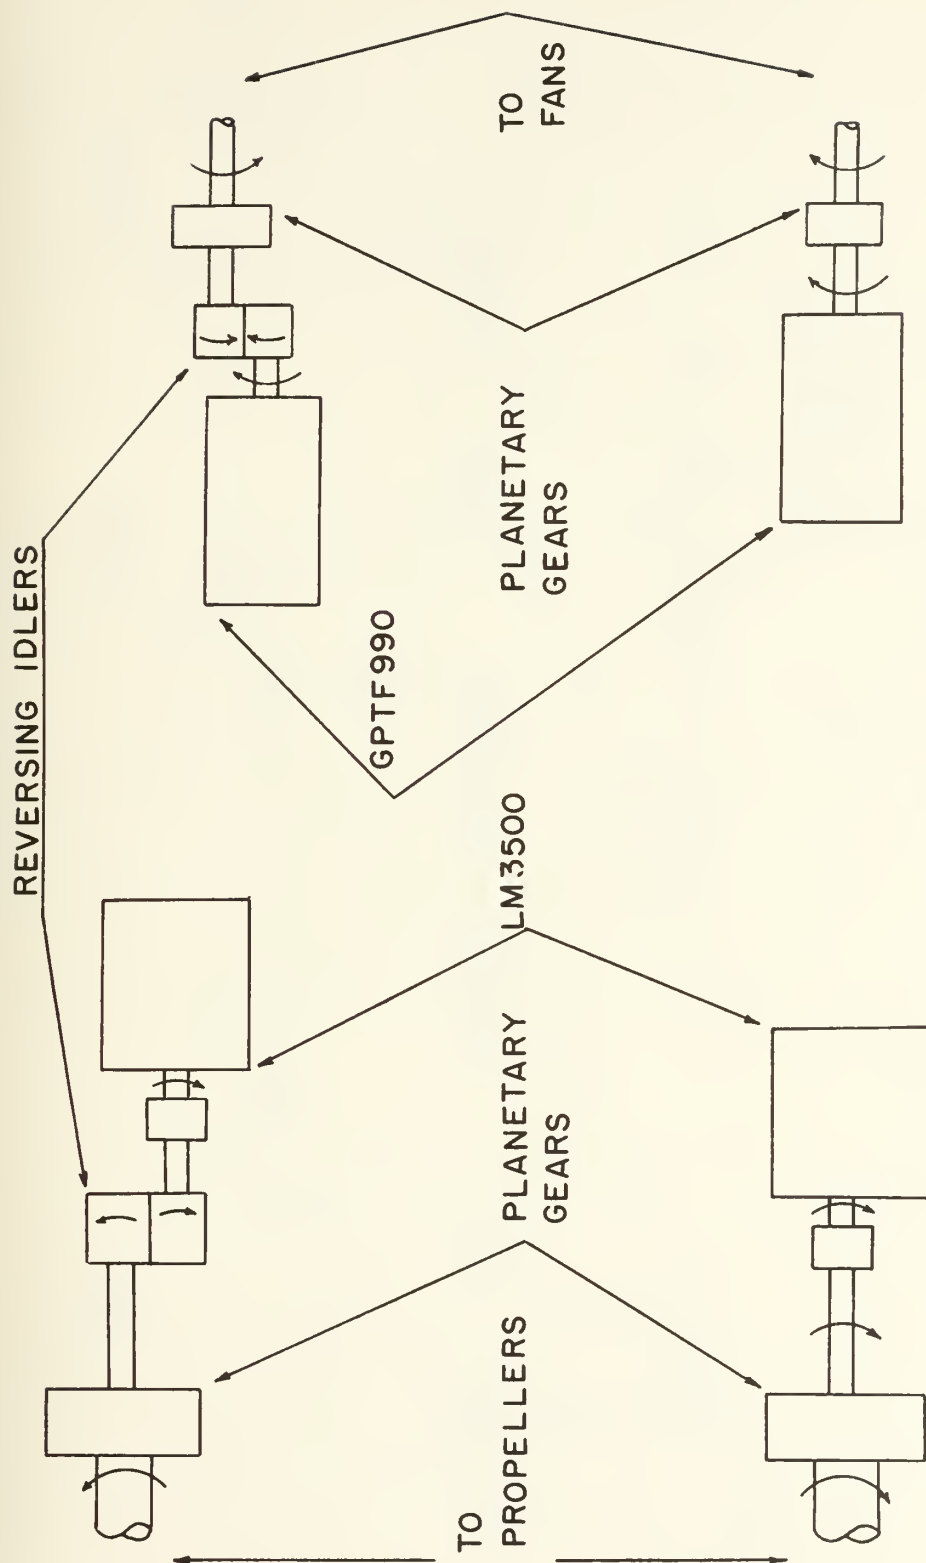 REVERSING IDLERS
TO
PROPELLERS
PLANETARY
GEARS
LM3500
GPTF990
PLANETARY
GEARS
TO
FANS